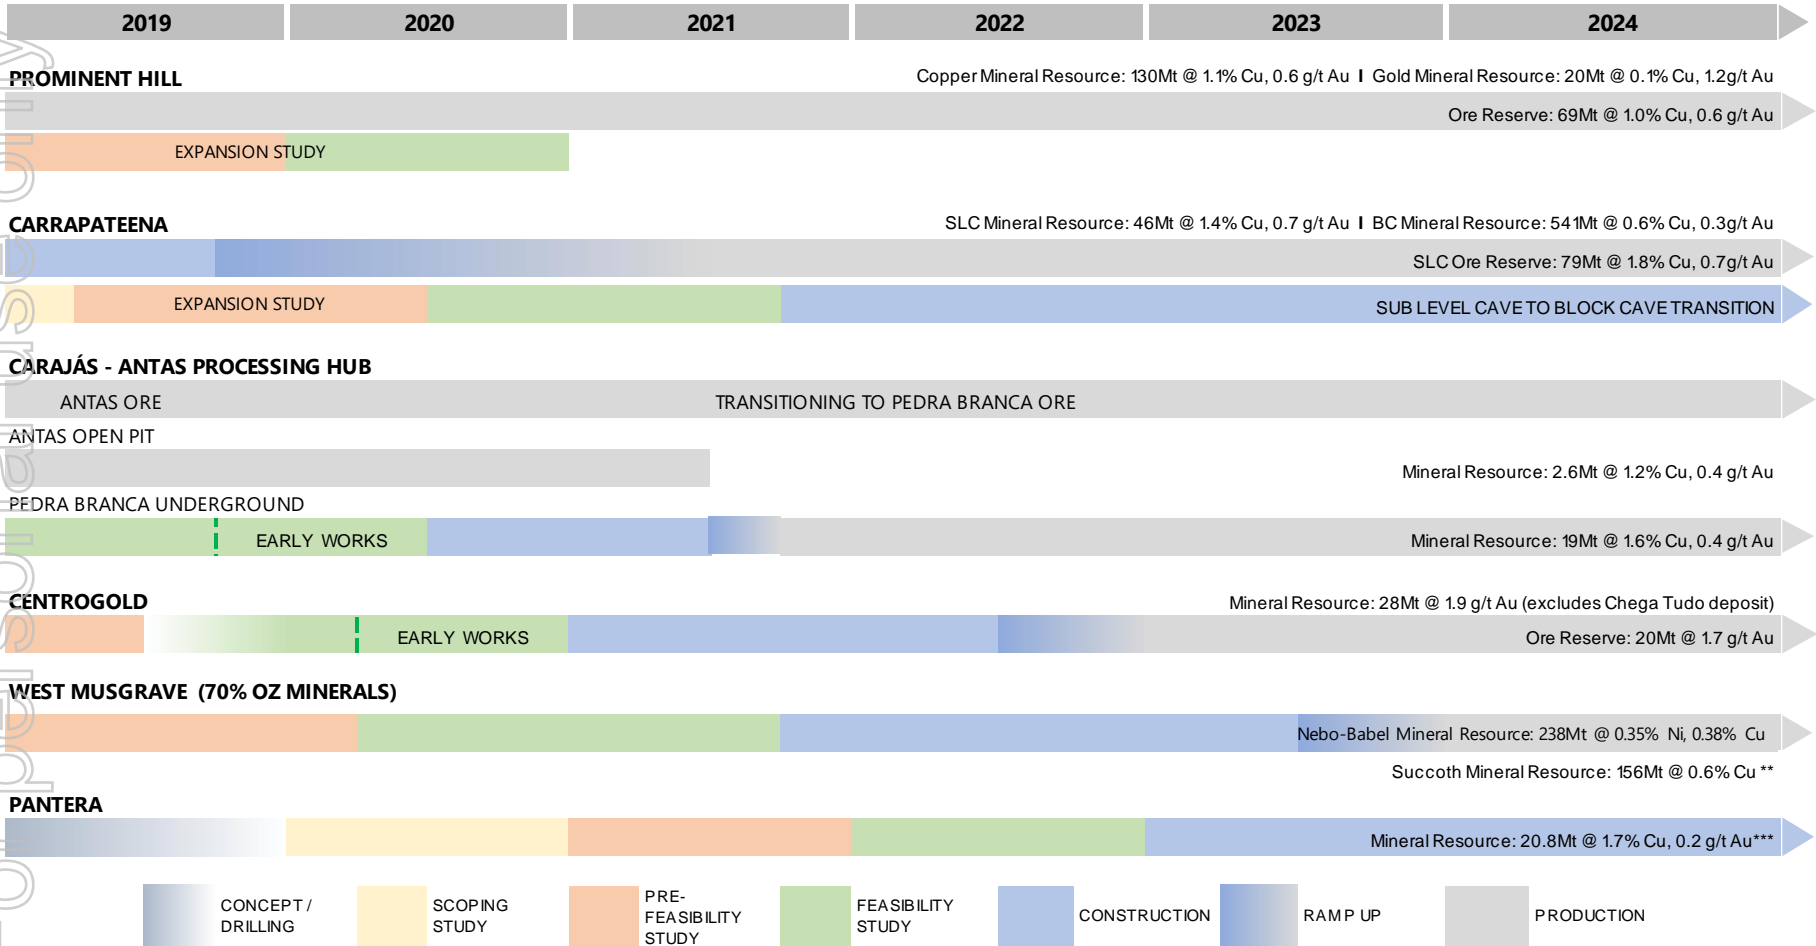 2019 2020 2021 2022 2023 2024
PROMINENT HILL
Copper Mineral Resource: 130Mt @ 1.1% Cu, 0.6 g/t Au I Gold Mineral Resource: 20Mt @ 0.1% Cu, 1.2g/t Au
Ore Reserve: 69Mt @ 1.0% Cu, 0.6 g/t Au
EXPANSION STUDY
CARRAPATEENA
SLC Mineral Resource: 46Mt @ 1.4% Cu, 0.7 g/t Au I BC Mineral Resource: 541Mt @ 0.6% Cu, 0.3g/t Au
SLC Ore Reserve: 79Mt @ 1.8% Cu, 0.7g/t Au
EXPANSION STUDY
SUB LEVEL CAVE TO BLOCK CAVE TRANSITION
CARAJÁS - ANTAS PROCESSING HUB
ANTAS ORE
TRANSITIONING TO PEDRA BRANCA ORE
ANTAS OPEN PIT
Mineral Resource: 2.6Mt @ 1.2% Cu, 0.4 g/t Au
PEDRA BRANCA UNDERGROUND
EARLY WORKS
Mineral Resource: 19Mt @ 1.6% Cu, 0.4 g/t Au
CENTROGOLD
Mineral Resource: 28Mt @ 1.9 g/t Au (excludes Chega Tudo deposit)
EARLY WORKS
Ore Reserve: 20Mt @ 1.7 g/t Au
WEST MUSGRAVE (70% OZ MINERALS)
Nebo-Babel Mineral Resource: 238Mt @ 0.35% Ni, 0.38% Cu
Succoth Mineral Resource: 156Mt @ 0.6% Cu **
PANTERA
Mineral Resource: 20.8Mt @ 1.7% Cu, 0.2 g/t Au***
CONCEPT /
DRILLING
SCOPING
STUDY
PRE-
FEASIBILITY
STUDY
FEASIBILITY
STUDY
CONSTRUCTION
RAMP UP
PRODUCTION